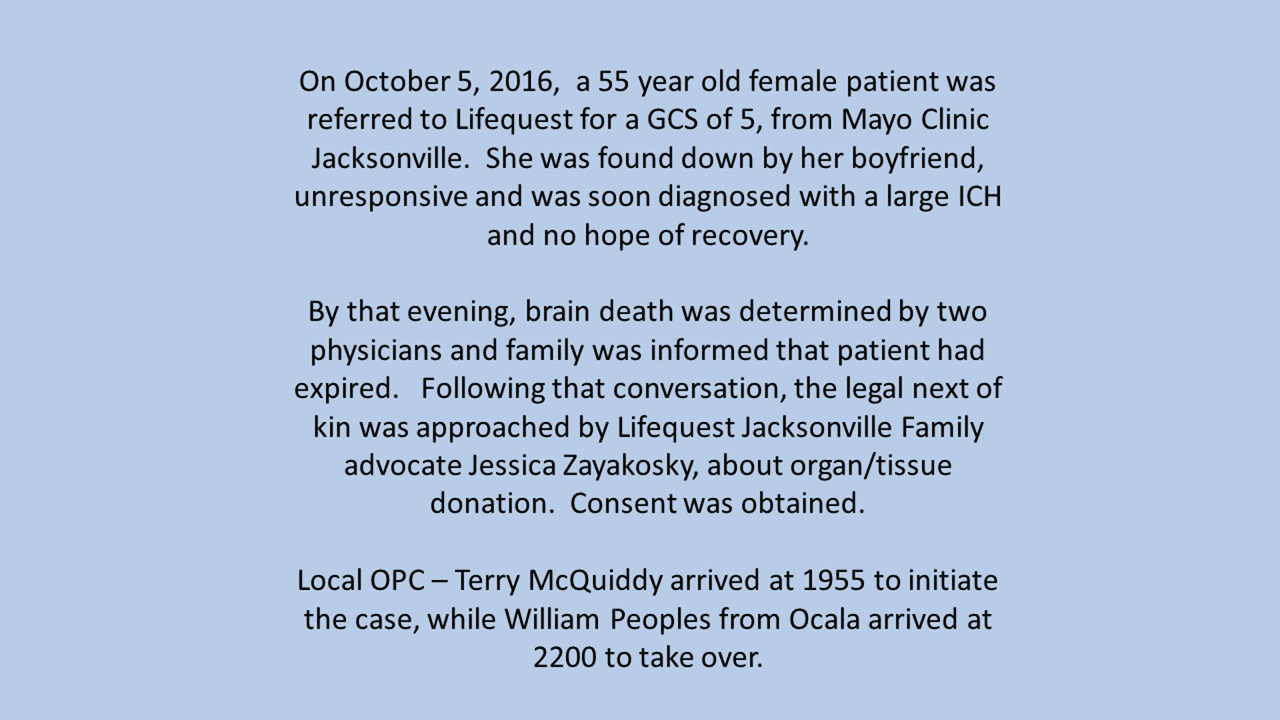 On October 5, 2016,  a 55 year old female patient was
referred to Lifequest for a GCS of 5, from Mayo Clinic
Jacksonville.  She was found down by her boyfriend,
unresponsive and was soon diagnosed with a large ICH
and no hope of recovery.
By that evening, brain death was determined by two
physicians and family was informed that patient had
expired.   Following that conversation, the legal next of
kin was approached by Lifequest Jacksonville Family
advocate Jessica Zayakosky, about organ/tissue
donation.  Consent was obtained.
Local OPC – Terry McQuiddy arrived at 1955 to initiate
the case, while William Peoples from Ocala arrived at
2200 to take over.